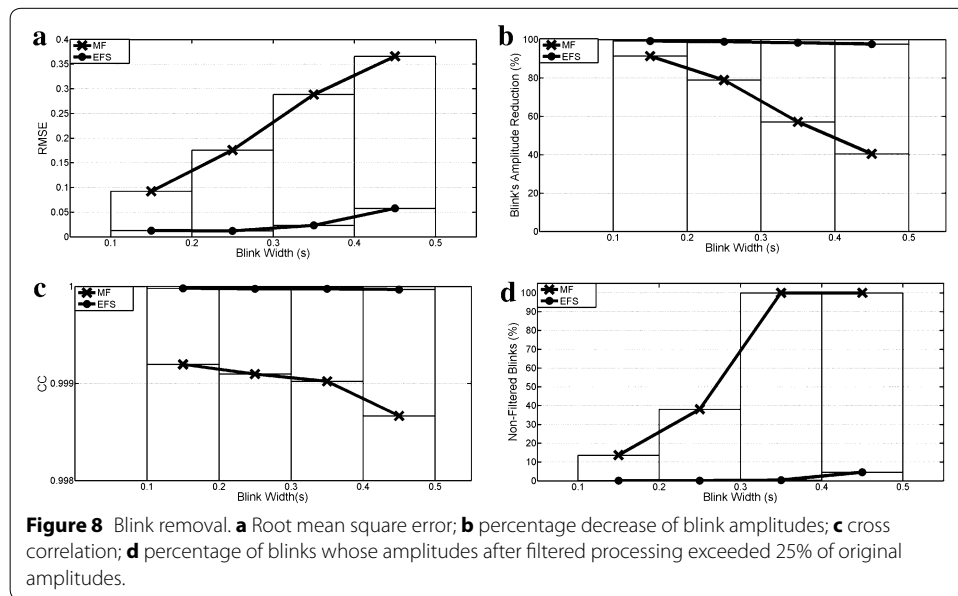 a
MF
EFS
0.4
0.35
0.3
0.25
0.2
0.15
0.1
0.05
0
RMSE
0.1 0.2 0.3 0.4 0.5
Blink Width (s)
b
MF
EFS
100
80
60
40
20
0
Blink's Amplitude Reduction (%)
0.1 0.2 0.3 0.4 0.5
Blink Width (s)
c
MF
EFS
1
0.999
0.998
CC
0.1 0.2 0.3 0.4 0.5
Blink Width(s)
d
MF
EFS
100
90
80
70
60
50
40
30
20
10
0
Non-Filtered Blinks (%)
0.1 0.2 0.3 0.4 0.5
Blink Width (s)
Figure 8 Blink removal. a Root mean square error; b percentage decrease of blink amplitudes; c cross
correlation; d percentage of blinks whose amplitudes after filtered processing exceeded 25% of original
amplitudes.